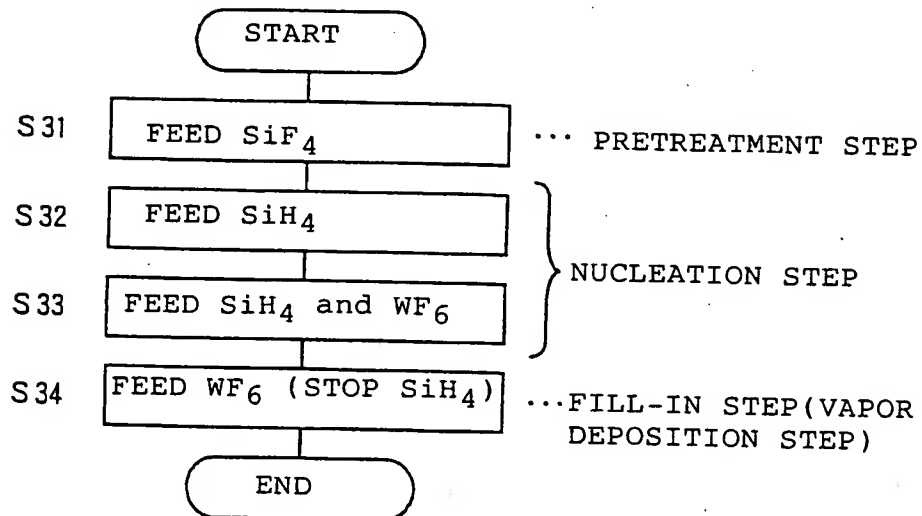 START
S31 FEED SiF4 ... PRETREATMENT STEP
S32 FEED SiH4
NUCLEATION STEP
S33 FEED SiH4 and WF6
S34 FEED WF6 (STOP SiH4) ...FILL-IN STEP(VAPOR
DEPOSITION STEP)
END